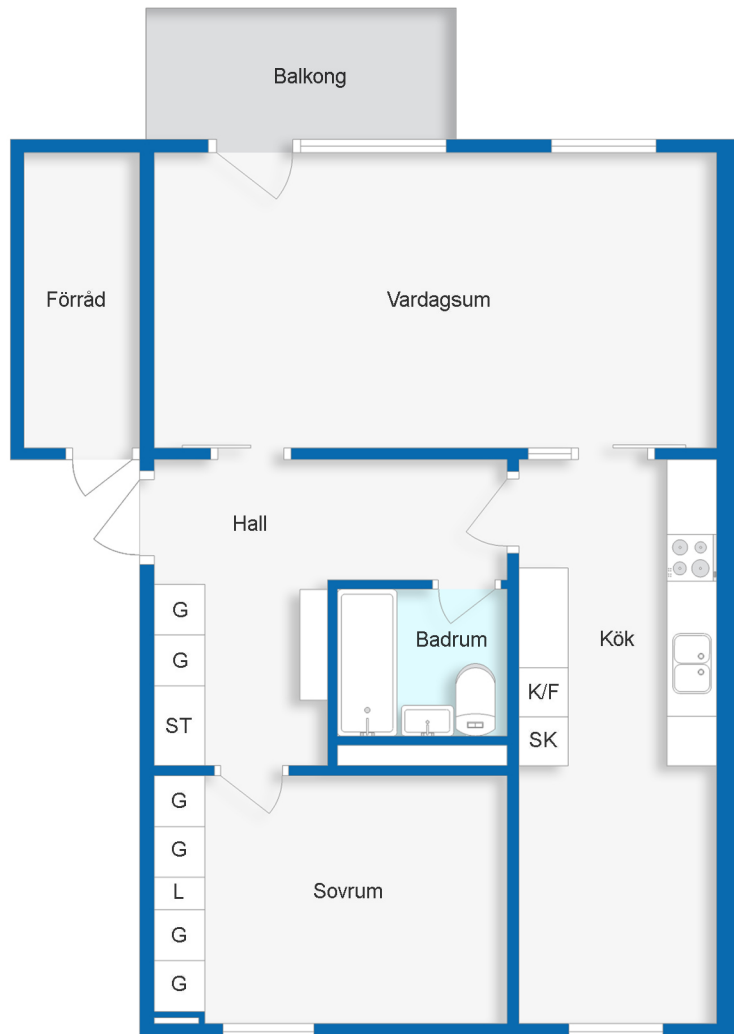 Balkong
Förråd
Vardagsum
Hall
G
G
ST
Badrum
Kök
K/F
SK
G
G
L
G
G
Sovrum